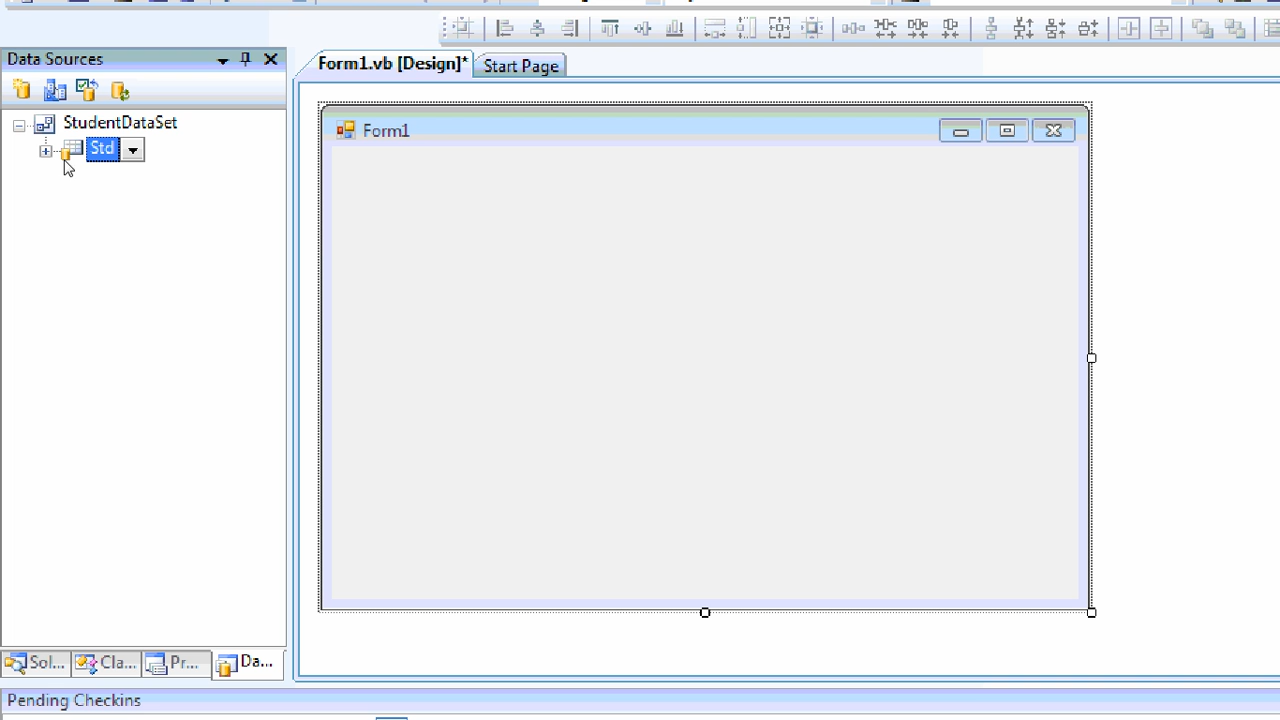 Data Sources
Form1.vb [Design]*
Start Page
StudentDataSet
Std
Form1
Sol...
Cla...
Pr...
Da...
Pending Checkins